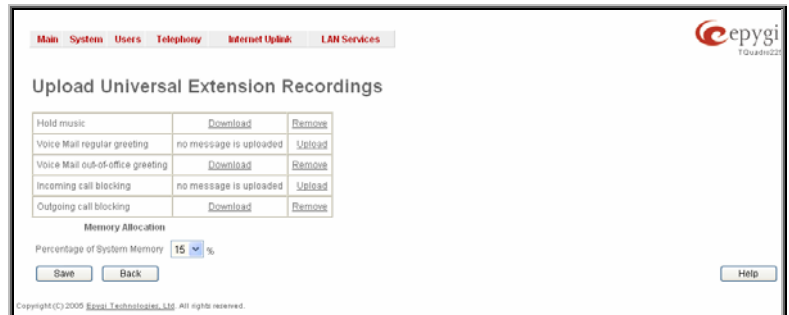 Main System Users Telephony Internet Uplink LAN Services
epygi
TQuadro225
Upload Universal Extension Recordings
Hold music Download Remove
Voice Mail regular greeting no message is uploaded Upload
Voice Mail out-of-office greeting Download Remove
Incoming call blocking no message is uploaded Upload
Outgoing call blocking Download Remove
Memory Allocation
Percentage of System Memory 15 %
Save Back Help
Copyright (C) 2005 Epygi Technologies, Ltd. All rights reserved.